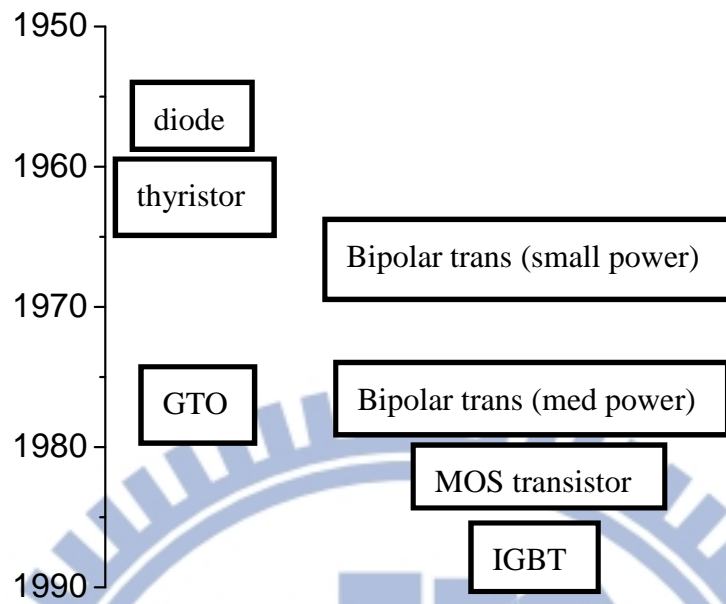 1950
diode
1960
thyristor
Bipolar trans (small power)
1970
GTO
Bipolar trans (med power)
1980
MOS transistor
IGBT
1990